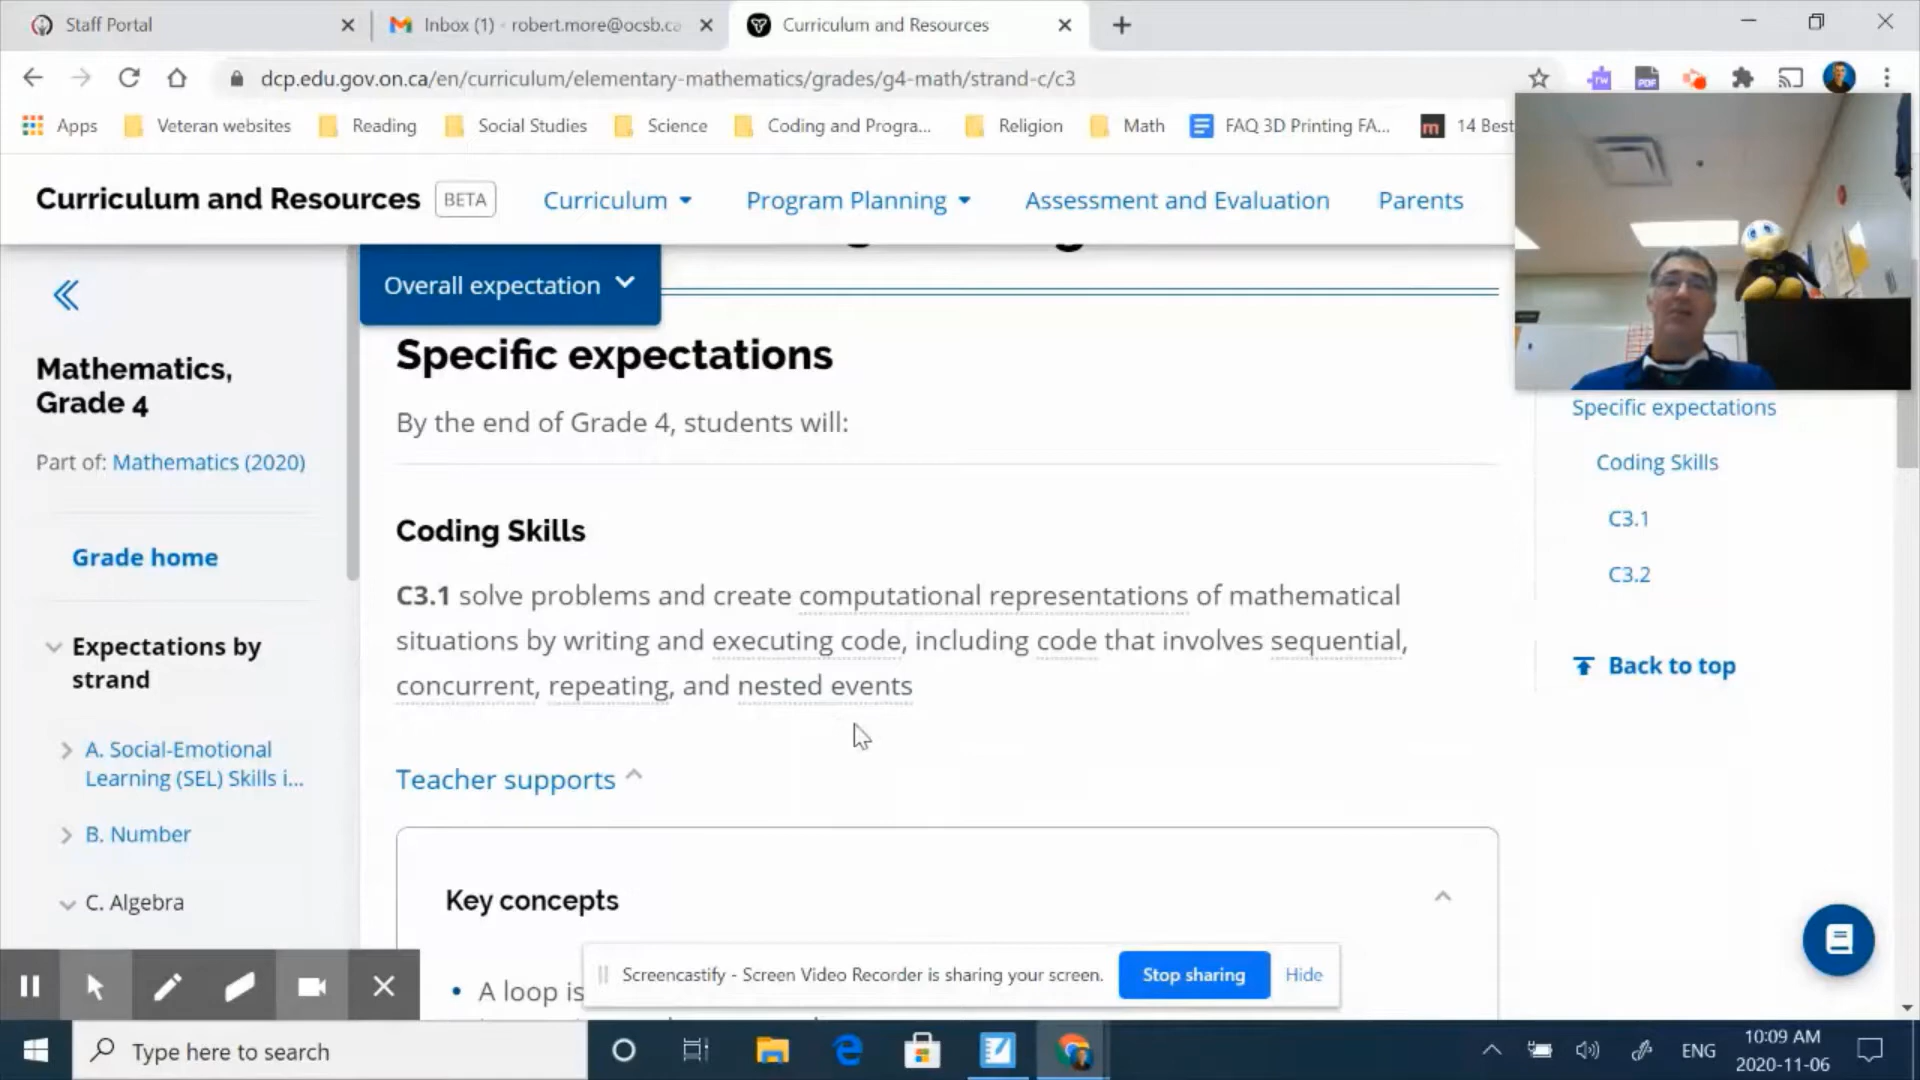 Staff Portal
Inbox (1) - robert.more@ocsb.ca
Curriculum and Resources
dcp.edu.gov.on.ca/en/curriculum/elementary-mathematics/grades/g4-math/strand-c/c3
Apps
Veteran websites
Reading
Social Studies
Science
Coding and Progra...
Religion
Math
FAQ 3D Printing FA...
14 Best
Curriculum and Resources
BETA
Curriculum
Program Planning
Assessment and Evaluation
Parents
Overall expectation
Mathematics,
Grade 4
Part of: Mathematics (2020)
Grade home
Expectations by
strand
A. Social-Emotional
Learning (SEL) Skills i...
B. Number
C. Algebra
Specific expectations
By the end of Grade 4, students will:
Coding Skills
C3.1 solve problems and create computational representations of mathematical
situations by writing and executing code, including code that involves sequential,
concurrent, repeating, and nested events
Teacher supports
Key concepts
• A loop is
Specific expectations
Coding Skills
C3.1
C3.2
Back to top
Screencastify - Screen Video Recorder is sharing your screen.
Stop sharing
Hide
Type here to search
ENG
10:09 AM
2020-11-06